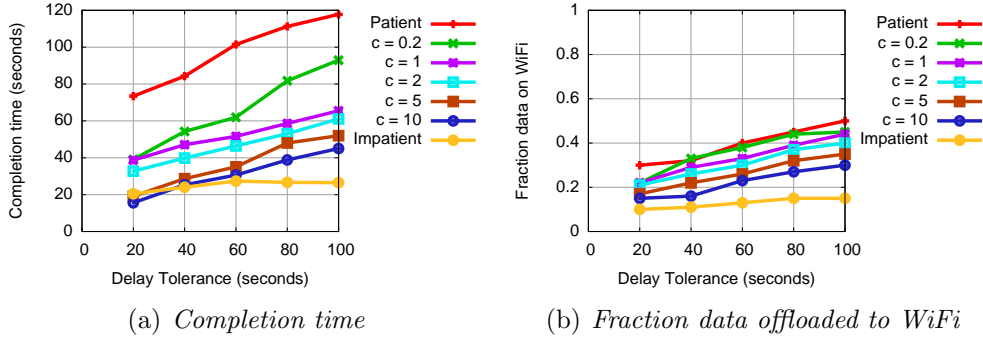 120
100
80
60
40
20
0
0 20 40 60 80 100
Completion time (seconds)
Delay Tolerance (seconds)
Patient
c = 0.2
c = 1
c = 2
c = 5
c = 10
Impatient
(a) Completion time
1
0.8
0.6
0.4
0.2
0
0 20 40 60 80 100
Fraction data on WiFi
Delay Tolerance (seconds)
Patient
c = 0.2
c = 1
c = 2
c = 5
c = 10
Impatient
(b) Fraction data offloaded to WiFi